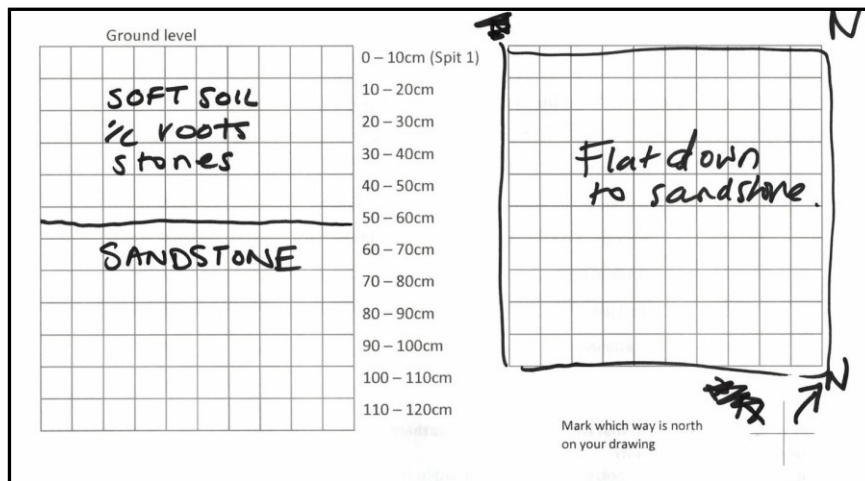 Ground level
0 – 10cm (Spit 1)
10 – 20cm
20 – 30cm
30 – 40cm
40 – 50cm
50 – 60cm
60 – 70cm
70 – 80cm
80 – 90cm
90 – 100cm
100 – 110cm
110 – 120cm
SOFT SOIL
roots
stones
SANDSTONE
N
Flat down
to sandstone.
N
Mark which way is north
on your drawing